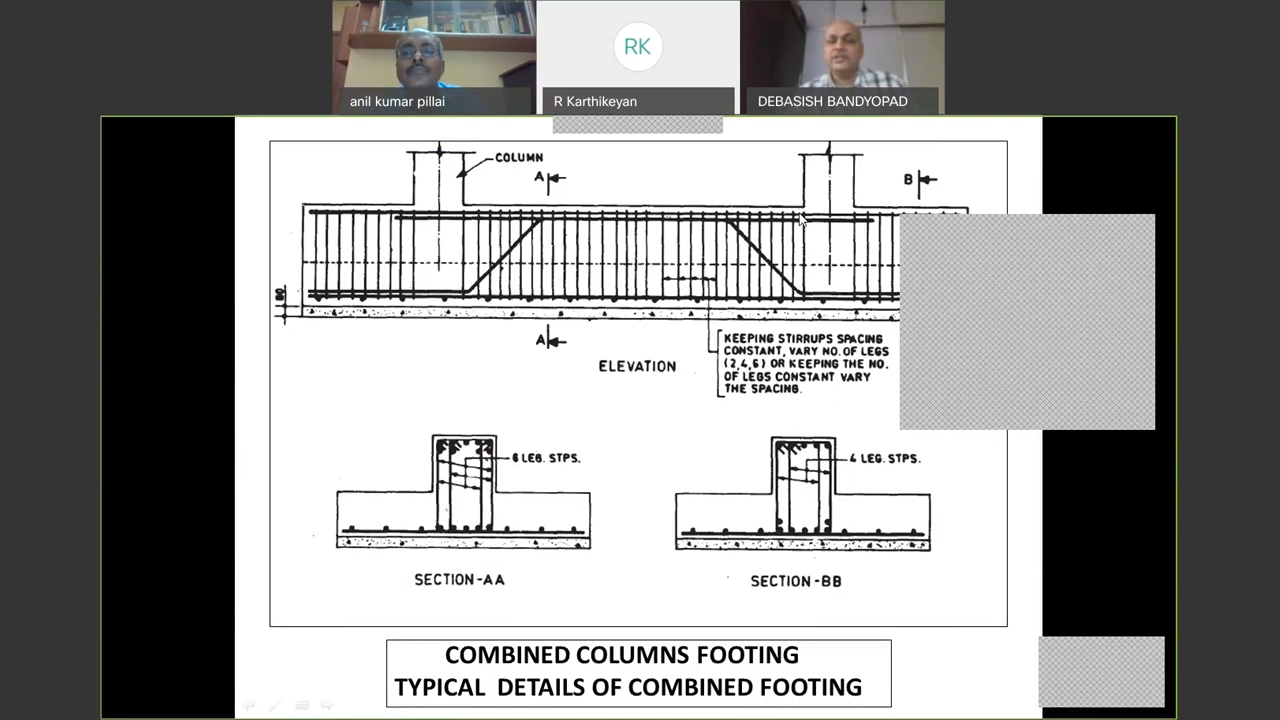 RK
anil kumar pillai
R Karthikeyan
DEBASISH BANDYOPAD
COLUMN
A
B
80
A
ELEVATION
KEEPING STIRRUPS SPACING
CONSTANT, VARY NO. OF LEGS
(2,4,6) OR KEEPING THE NO.
OF LEGS CONSTANT VARY
THE SPACING.
6 LEG. STPS.
4 LEG. STPS.
SECTION-AA
SECTION-BB
COMBINED COLUMNS FOOTING
TYPICAL DETAILS OF COMBINED FOOTING